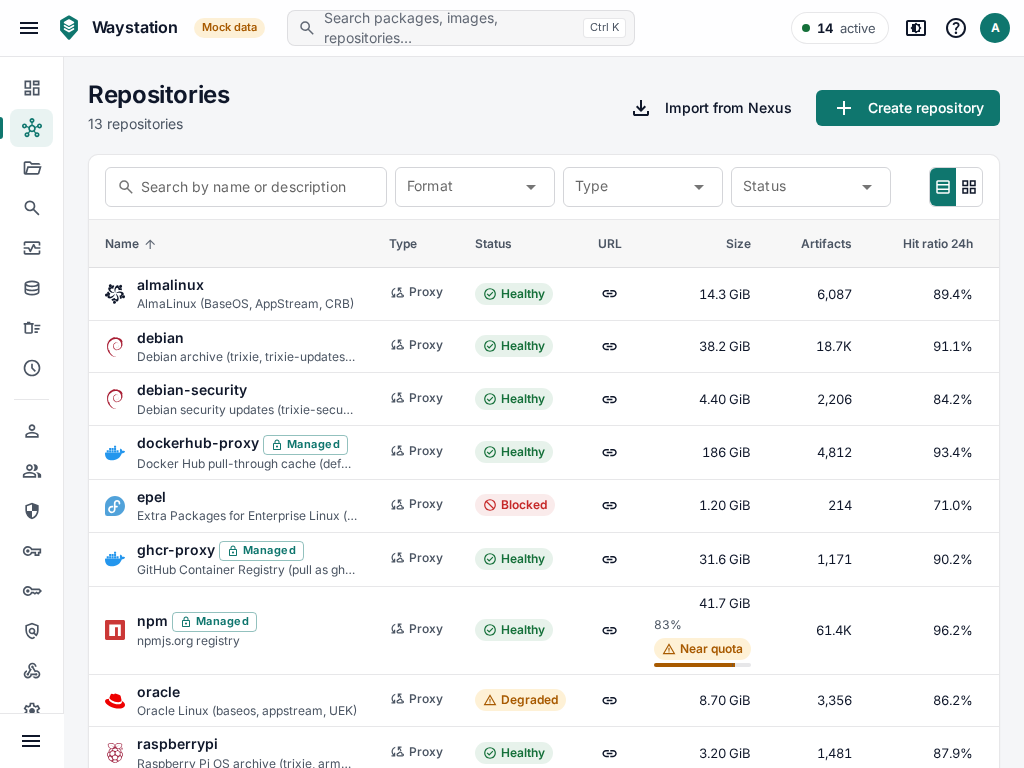 Waystation
Mock data
Search packages, images, repositories...
Ctrl K
14 active
A
Repositories
13 repositories
Import from Nexus
Create repository
Search by name or description
Format
Type
Status
Name
Type
Status
URL
Size
Artifacts
Hit ratio 24h
almalinux
AlmaLinux (BaseOS, AppStream, CRB)
Proxy
Healthy
14.3 GiB
6,087
89.4%
debian
Debian archive (trixie, trixie-updates...
Proxy
Healthy
38.2 GiB
18.7K
91.1%
debian-security
Debian security updates (trixie-secu...
Proxy
Healthy
4.40 GiB
2,206
84.2%
dockerhub-proxy
Managed
Docker Hub pull-through cache (def...
Proxy
Healthy
186 GiB
4,812
93.4%
epel
Extra Packages for Enterprise Linux (...
Proxy
Blocked
1.20 GiB
214
71.0%
ghcr-proxy
Managed
GitHub Container Registry (pull as gh...
Proxy
Healthy
31.6 GiB
1,171
90.2%
npm
Managed
npmjs.org registry
Proxy
Healthy
41.7 GiB
83%
Near quota
61.4K
96.2%
oracle
Oracle Linux (baseos, appstream, UEK)
Proxy
Degraded
8.70 GiB
3,356
86.2%
raspberrypi
Raspberry Pi OS archive (trixie, arm...
Proxy
Healthy
3.20 GiB
1,481
87.9%